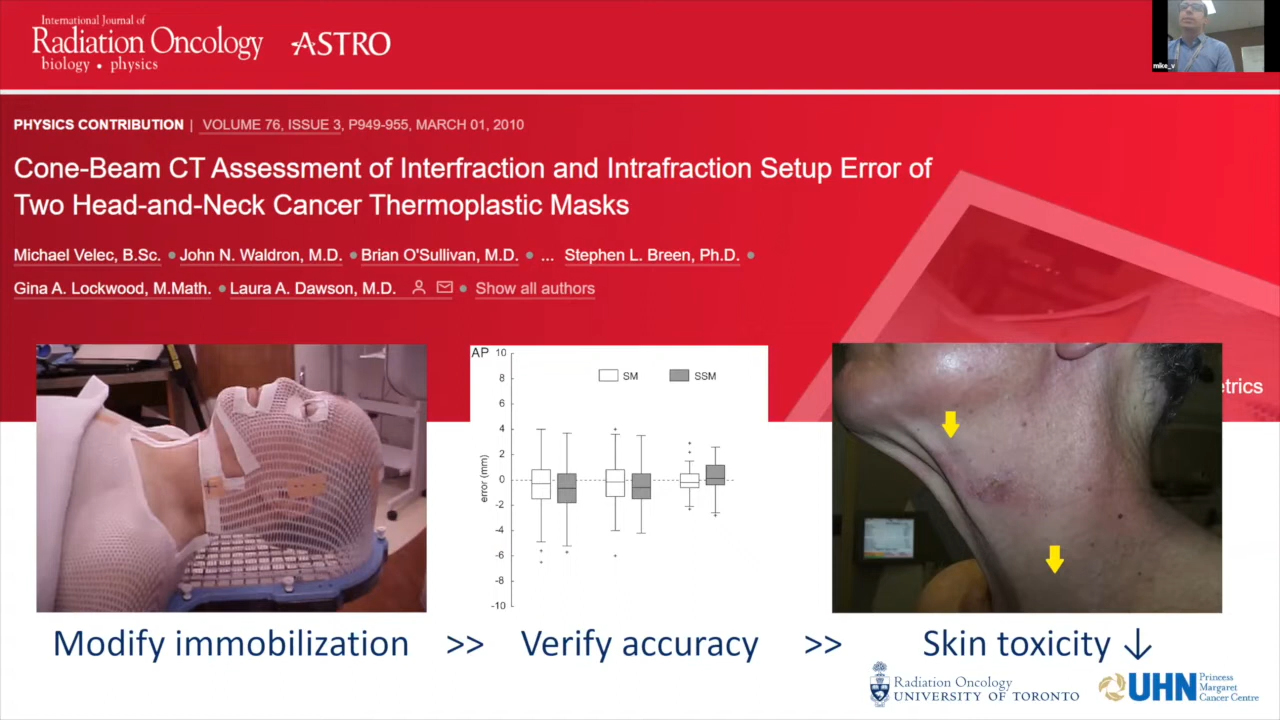 International Journal of
Radiation Oncology
biology • physics
ASTRO
mike_v
PHYSICS CONTRIBUTION | VOLUME 76, ISSUE 3, P949-955, MARCH 01, 2010
Cone-Beam CT Assessment of Interfraction and Intrafraction Setup Error of
Two Head-and-Neck Cancer Thermoplastic Masks
Michael Velec, B.Sc. • John N. Waldron, M.D. • Brian O'Sullivan, M.D. • ... Stephen L. Breen, Ph.D. •
Gina A. Lockwood, M.Math. • Laura A. Dawson, M.D. • Show all authors
etrics
AP
10
8
6
4
2
0
-2
-4
-6
-8
-10
error (mm)
SM
SSM
Modify immobilization >> Verify accuracy >> Skin toxicity ↓
Radiation Oncology
UNIVERSITY OF TORONTO
UHN
Princess
Margaret
Cancer Centre